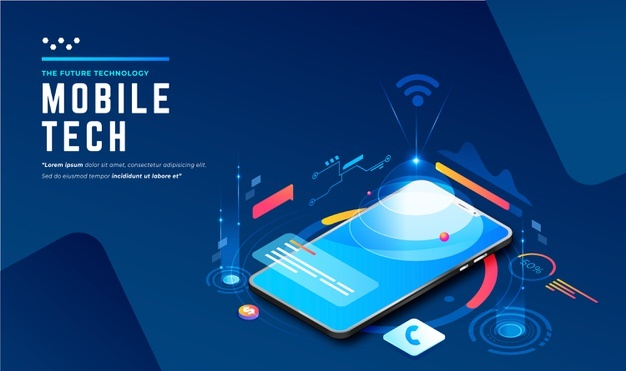 THE FUTURE TECHNOLOGY
MOBILE
TECH
"Lorem ipsum dolor sit amet, consectetur adipiscing elit.
Sed do eiusmod tempor incididunt ut labore et"
50%
$